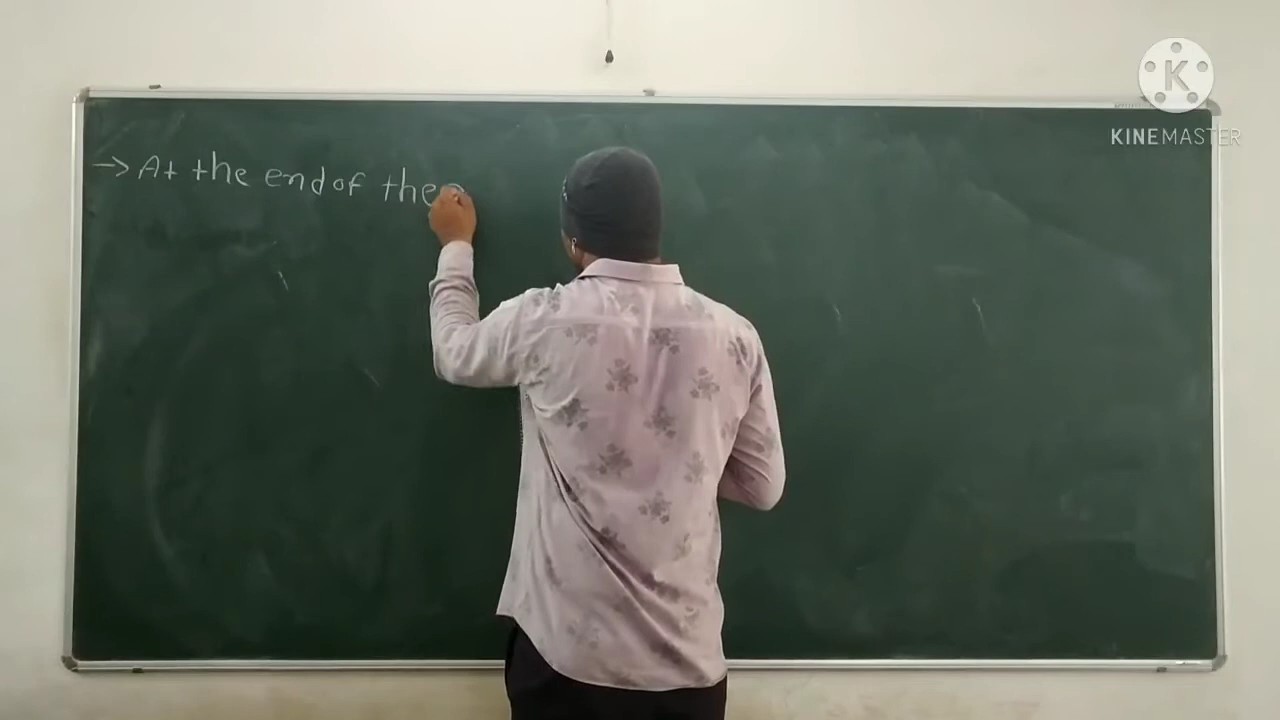 → At the end of the
K
KINEMASTER